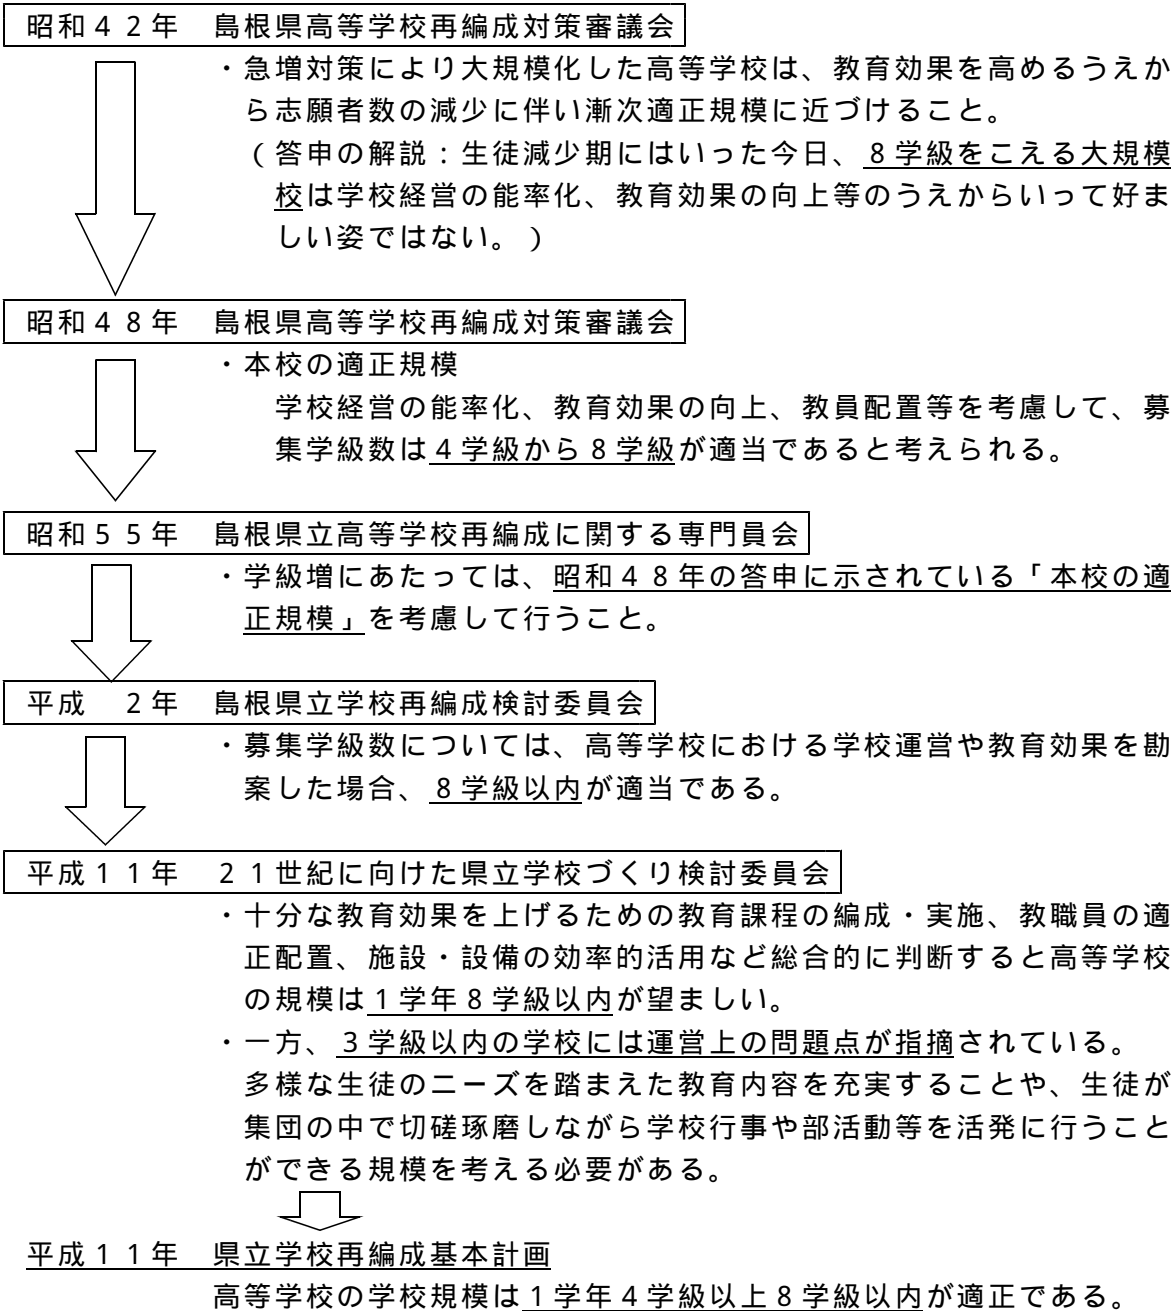 昭和４２年　島根県高等学校再編成対策審議会
・急増対策により大規模化した高等学校は、教育効果を高めるうえか
ら志願者数の減少に伴い漸次適正規模に近づけること。
（答申の解説：生徒減少期にはいった今日、８学級をこえる大規模
校は学校経営の能率化、教育効果の向上等のうえからいって好ま
しい姿ではない。）
昭和４８年　島根県高等学校再編成対策審議会
・本校の適正規模
学校経営の能率化、教育効果の向上、教員配置等を考慮して、募
集学級数は４学級から８学級が適当であると考えられる。
昭和５５年　島根県立高等学校再編成に関する専門員会
・学級増にあたっては、昭和４８年の答申に示されている「本校の適
正規模」を考慮して行うこと。
平成　２年　島根県立学校再編成検討委員会
・募集学級数については、高等学校における学校運営や教育効果を勘
案した場合、８学級以内が適当である。
平成１１年　２１世紀に向けた県立学校づくり検討委員会
・十分な教育効果を上げるための教育課程の編成・実施、教職員の適
正配置、施設・設備の効率的活用など総合的に判断すると高等学校
の規模は１学年８学級以内が望ましい。
・一方、３学級以内の学校には運営上の問題点が指摘されている。
多様な生徒のニーズを踏まえた教育内容を充実することや、生徒が
集団の中で切磋琢磨しながら学校行事や部活動等を活発に行うこと
ができる規模を考える必要がある。
平成１１年　県立学校再編成基本計画
高等学校の学校規模は１学年４学級以上８学級以内が適正である。